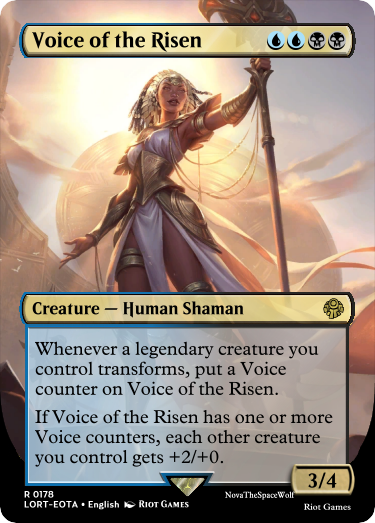 Voice of the Risen
Creature — Human Shaman
Whenever a legendary creature you
control transforms, put a Voice
counter on Voice of the Risen.
If Voice of the Risen has one or more
Voice counters, each other creature
you control gets +2/+0.
3/4
R 0178
LORT-EOTA • English Riot Games
NovaTheSpaceWolf
Riot Games